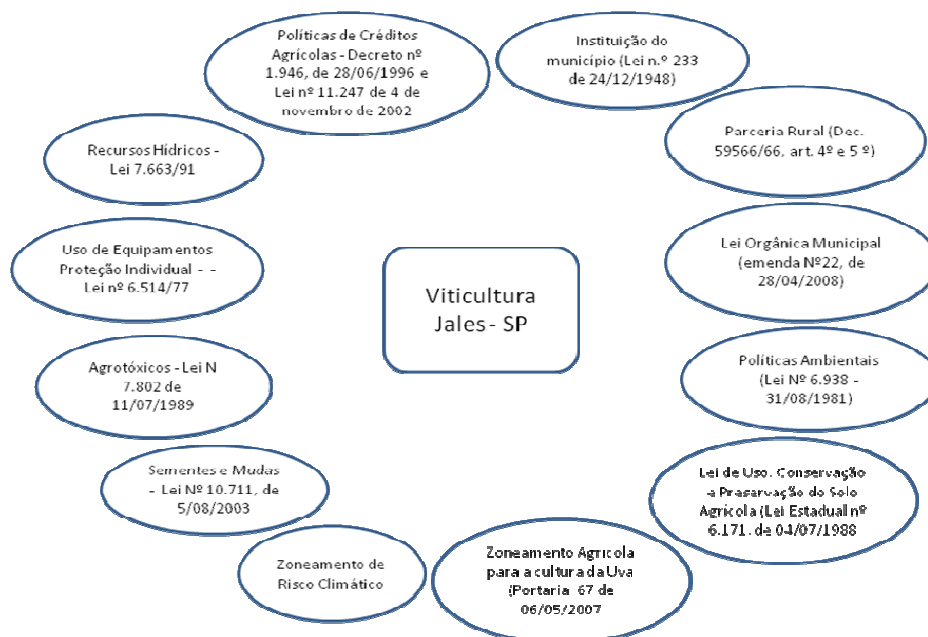 Políticas de Créditos
Agrícolas - Decreto nº
1.946, de 28/06/1996 e
Lei nº 11.247 de 4 de
novembro de 2002
Instituição do
município (Lei n.º 233
de 24/12/1948)
Parceria Rural (Dec.
59566/66, art. 4º e 5 º)
Lei Orgânica Municipal
(emenda Nº22, de
28/04/2008)
Políticas Ambientais
(Lei Nº 6.938 -
31/08/1981)
Lei de Uso, Conservação
e Preservação do Solo
Agrícola (Lei Estadual nº
6.171, de 04/07/1988
Zoneamento Agrícola
para a cultura da Uva
(Portaria 67 de
06/05/2007
Zoneamento de
Risco Climático
Sementes e Mudas
– Lei Nº 10.711, de
5/08/2003
Agrotóxicos - Lei N
7.802 de
11/07/1989
Uso de Equipamentos
Proteção Individual - -
Lei nº 6.514/77
Recursos Hídricos -
Lei 7.663/91
Viticultura
Jales- SP